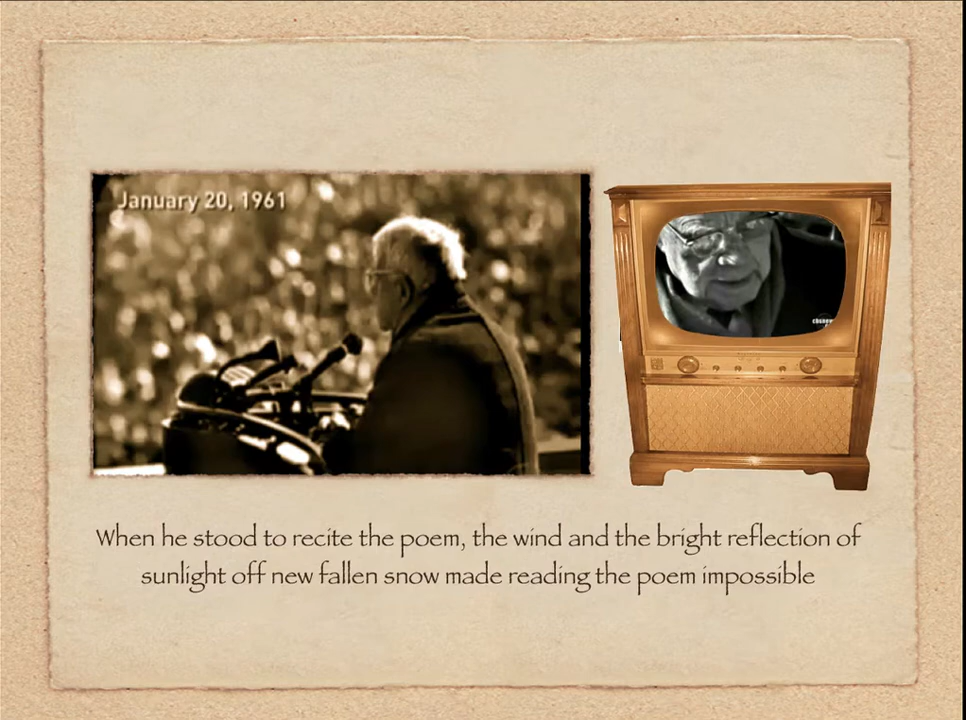 January 20, 1961
When he stood to recite the poem, the wind and the bright reflection of
sunlight off new fallen snow made reading the poem impossible